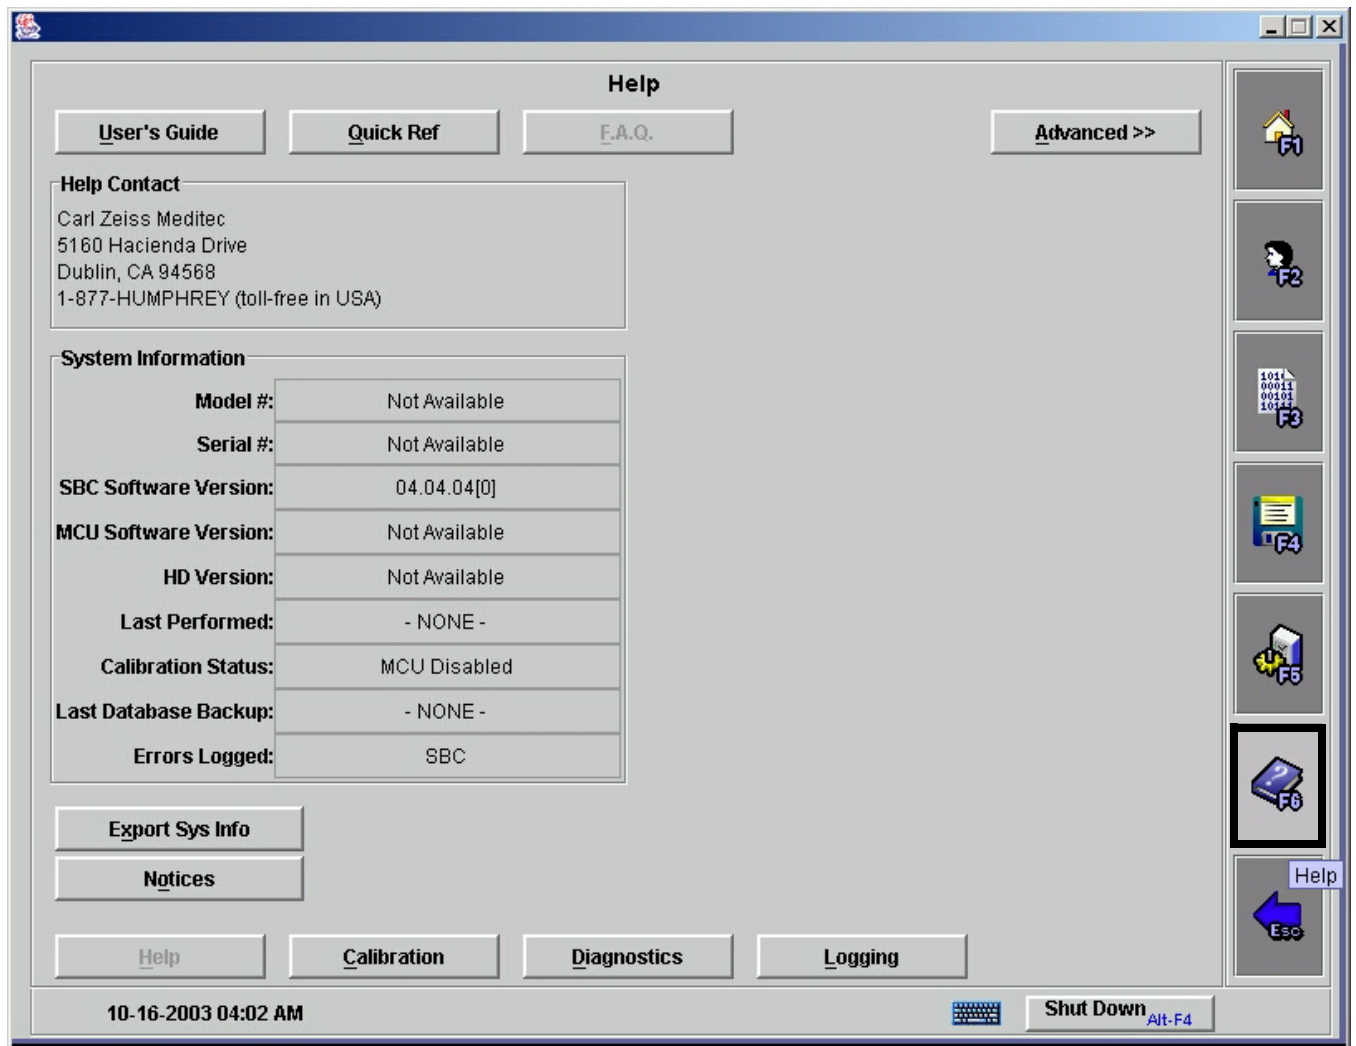 Help
User's Guide
Quick Ref
F.A.Q.
Advanced >>
Help Contact
Carl Zeiss Meditec
5160 Hacienda Drive
Dublin, CA 94568
1-877-HUMPHREY (toll-free in USA)
System Information
Model #: Not Available
Serial #: Not Available
SBC Software Version: 04.04.04[0]
MCU Software Version: Not Available
HD Version: Not Available
Last Performed: - NONE -
Calibration Status: MCU Disabled
Last Database Backup: - NONE -
Errors Logged: SBC
Export Sys Info
Notices
Help
Calibration
Diagnostics
Logging
10-16-2003 04:02 AM
Shut Down Alt-F4
F1
F2
1010
00011
00101
10111
F3
F4
F5
?
F6
Help
Esc